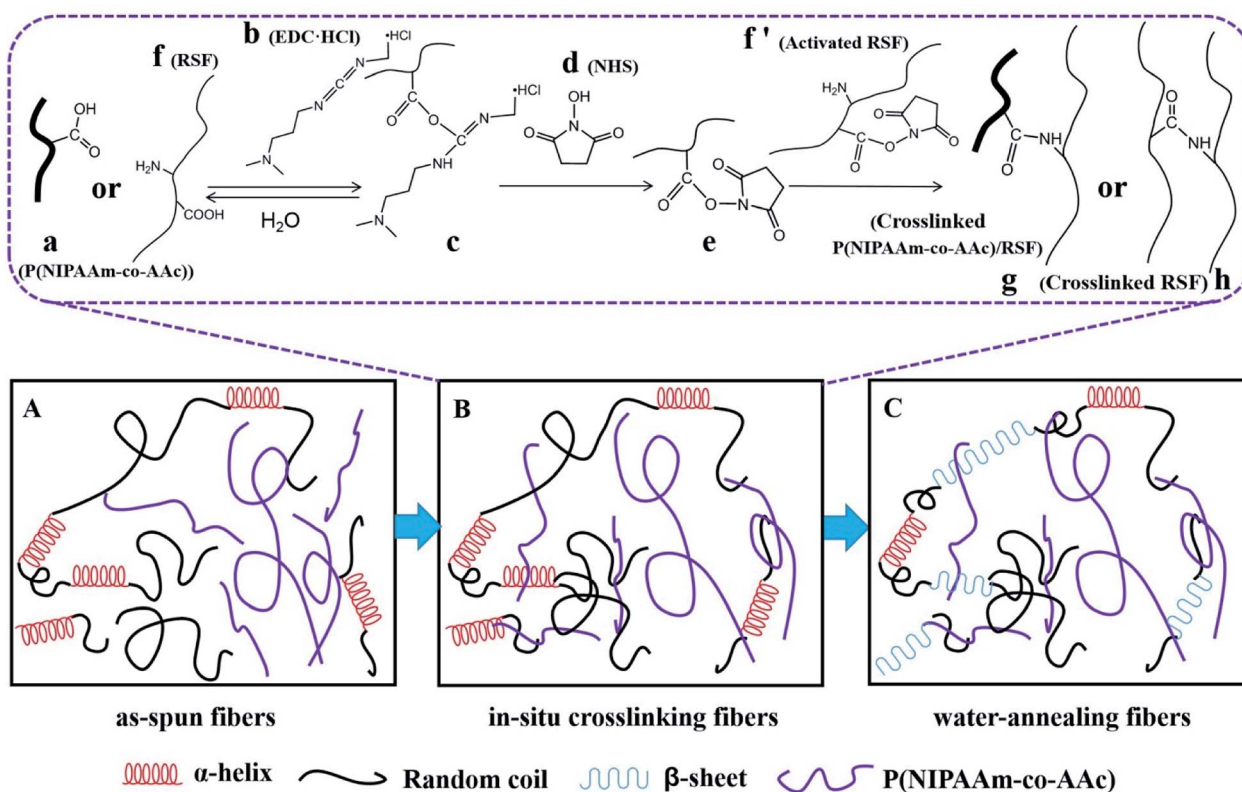 b (EDC·HCl)
f (RSF)
f ' (Activated RSF)
d (NHS)
•HCl
•HCl
OH
C
O
H₂N
COOH
or
N
N
N
O
C
O
N
NH
N
OH
N
O
O
H₂N
C
O
O
N
O
O
C
O
NH
C
O
NH
or
H₂O
C
O
O
N
O
O
a
(P(NIPAAm-co-AAc))
c
e
(Crosslinked
P(NIPAAm-co-AAc)/RSF)
g
(Crosslinked RSF)
h
A
B
C
as-spun fibers
in-situ crosslinking fibers
water-annealing fibers
α-helix
Random coil
β-sheet
P(NIPAAm-co-AAc)